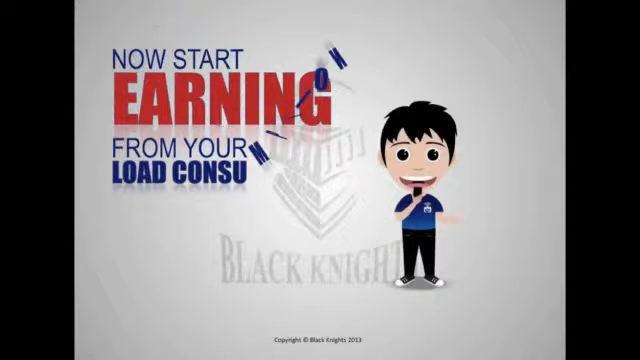 NOW START
EARNING
FROM YOUR
LOAD CONSU
M
O
N
BLACK KNIGHT
Copyright © Black Knights 2013